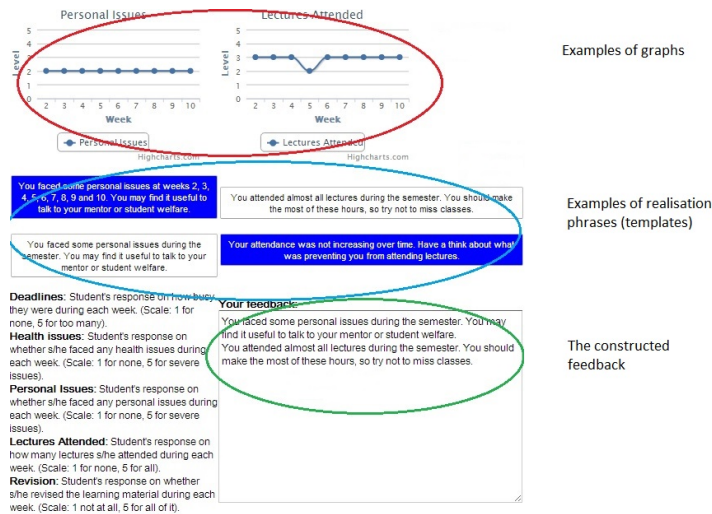 Personal Issues
Lectures Attended
5
4
3
2
1
0
Level
2 3 4 5 6 7 8 9 10
Week
Personal Issues
Highcharts.com
5
4
3
2
1
0
Level
2 3 4 5 6 7 8 9 10
Week
Lectures Attended
Highcharts.com
Examples of graphs
You faced some personal issues at weeks 2, 3,
4, 5, 6, 7, 8, 9 and 10. You may find it useful to
talk to your mentor or student welfare.
You attended almost all lectures during the semester. You should make
the most of these hours, so try not to miss classes.
You faced some personal issues during the
semester. You may find it useful to talk to your
mentor or student welfare.
Your attendance was not increasing over time. Have a think about what
was preventing you from attending lectures.
Examples of realisation
phrases (templates)
Deadlines: Student's response on how busy
they were during each week. (Scale: 1 for
none, 5 for too many).
Health issues: Student's response on
whether s/he faced any health issues during
each week. (Scale: 1 for none, 5 for severe
issues).
Personal Issues: Student's response on
whether s/he faced any personal issues during
each week. (Scale: 1 for none, 5 for severe
issues).
Lectures Attended: Student's response on
how many lectures s/he attended during each
week. (Scale: 1 for none, 5 for all).
Revision: Student's response on whether
s/he revised the learning material during each
week. (Scale: 1 not at all, 5 for all of it).
Your feedback:
You faced some personal issues during the semester. You may
find it useful to talk to your mentor or student welfare.
You attended almost all lectures during the semester. You should
make the most of these hours, so try not to miss classes.
The constructed
feedback